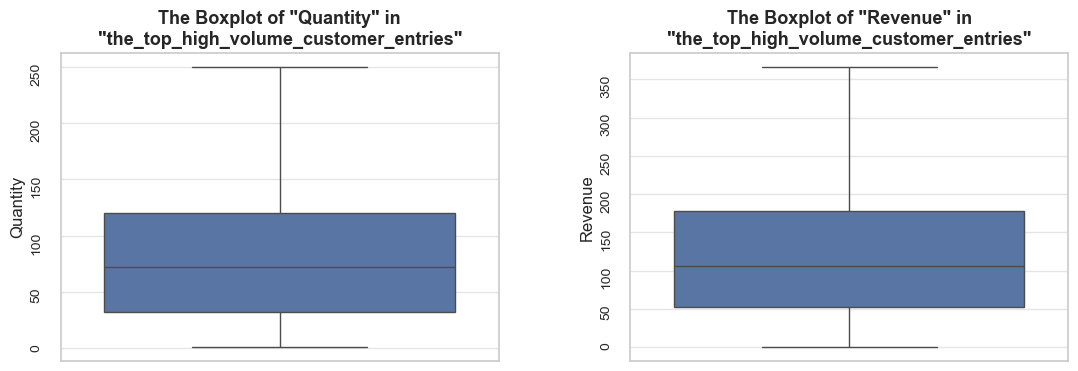 The Boxplot of "Quantity" in
"the_top_high_volume_customer_entries"
Quantity
250
200
150
100
50
0
The Boxplot of "Revenue" in
"the_top_high_volume_customer_entries"
Revenue
350
300
250
200
150
100
50
0